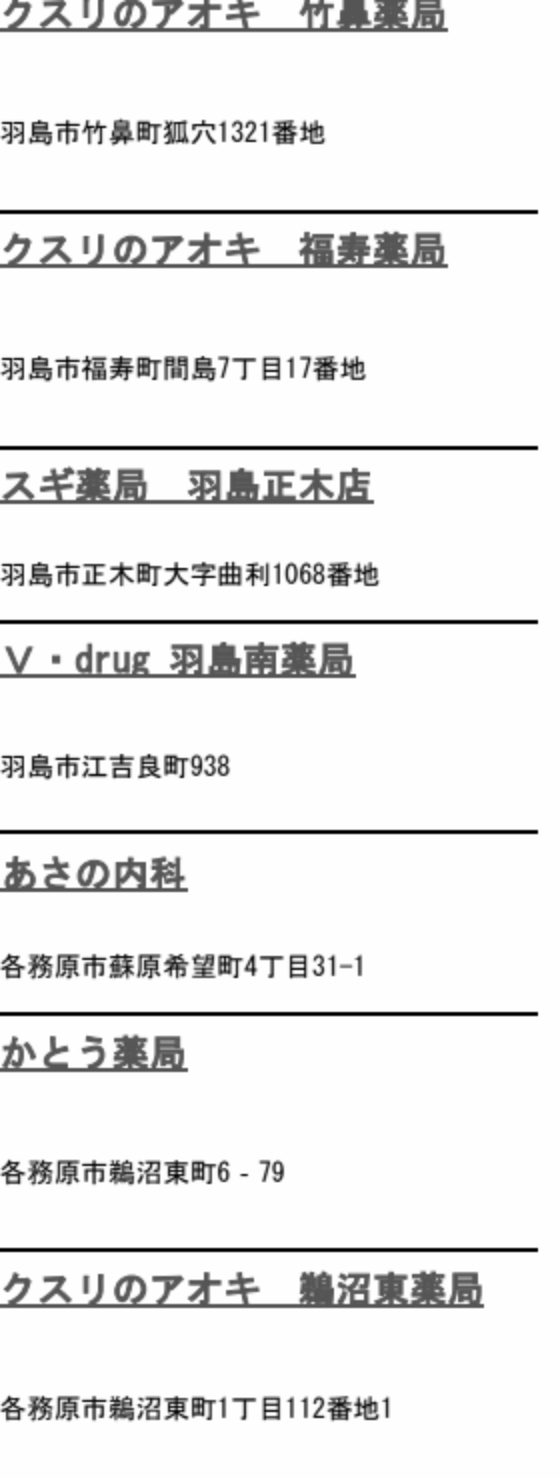 クスリのアオキ　竹鼻薬局
羽島市竹鼻町狐穴1321番地
クスリのアオキ　福寿薬局
羽島市福寿町間島7丁目17番地
スギ薬局　羽島正木店
羽島市正木町大字曲利1068番地
Ｖ・drug 羽島南薬局
羽島市江吉良町938
あさの内科
各務原市蘇原希望町4丁目31−1
かとう薬局
各務原市鵜沼東町6‐79
クスリのアオキ　鵜沼東薬局
各務原市鵜沼東町1丁目112番地1